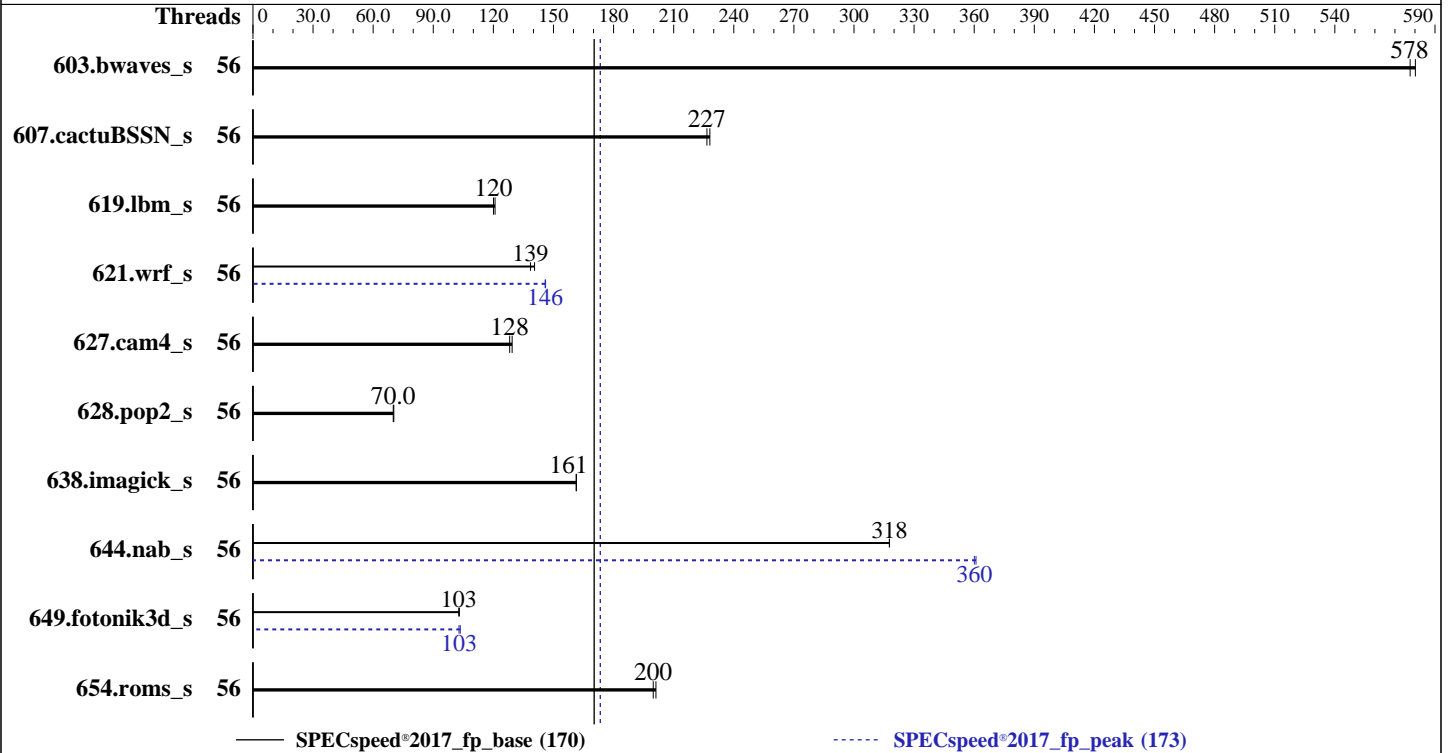 Threads 0 30.0 60.0 90.0 120 150 180 210 240 270 300 330 360 390 420 450 480 510 540 590
603.bwaves_s 56 578
607.cactuBSSN_s 56 227
619.lbm_s 56 120
621.wrf_s 56 139
146
627.cam4_s 56 128
628.pop2_s 56 70.0
638.imagick_s 56 161
644.nab_s 56 318
360
649.fotonik3d_s 56 103
103
654.roms_s 56 200
SPECspeed®2017_fp_base (170) SPECspeed®2017_fp_peak (173)